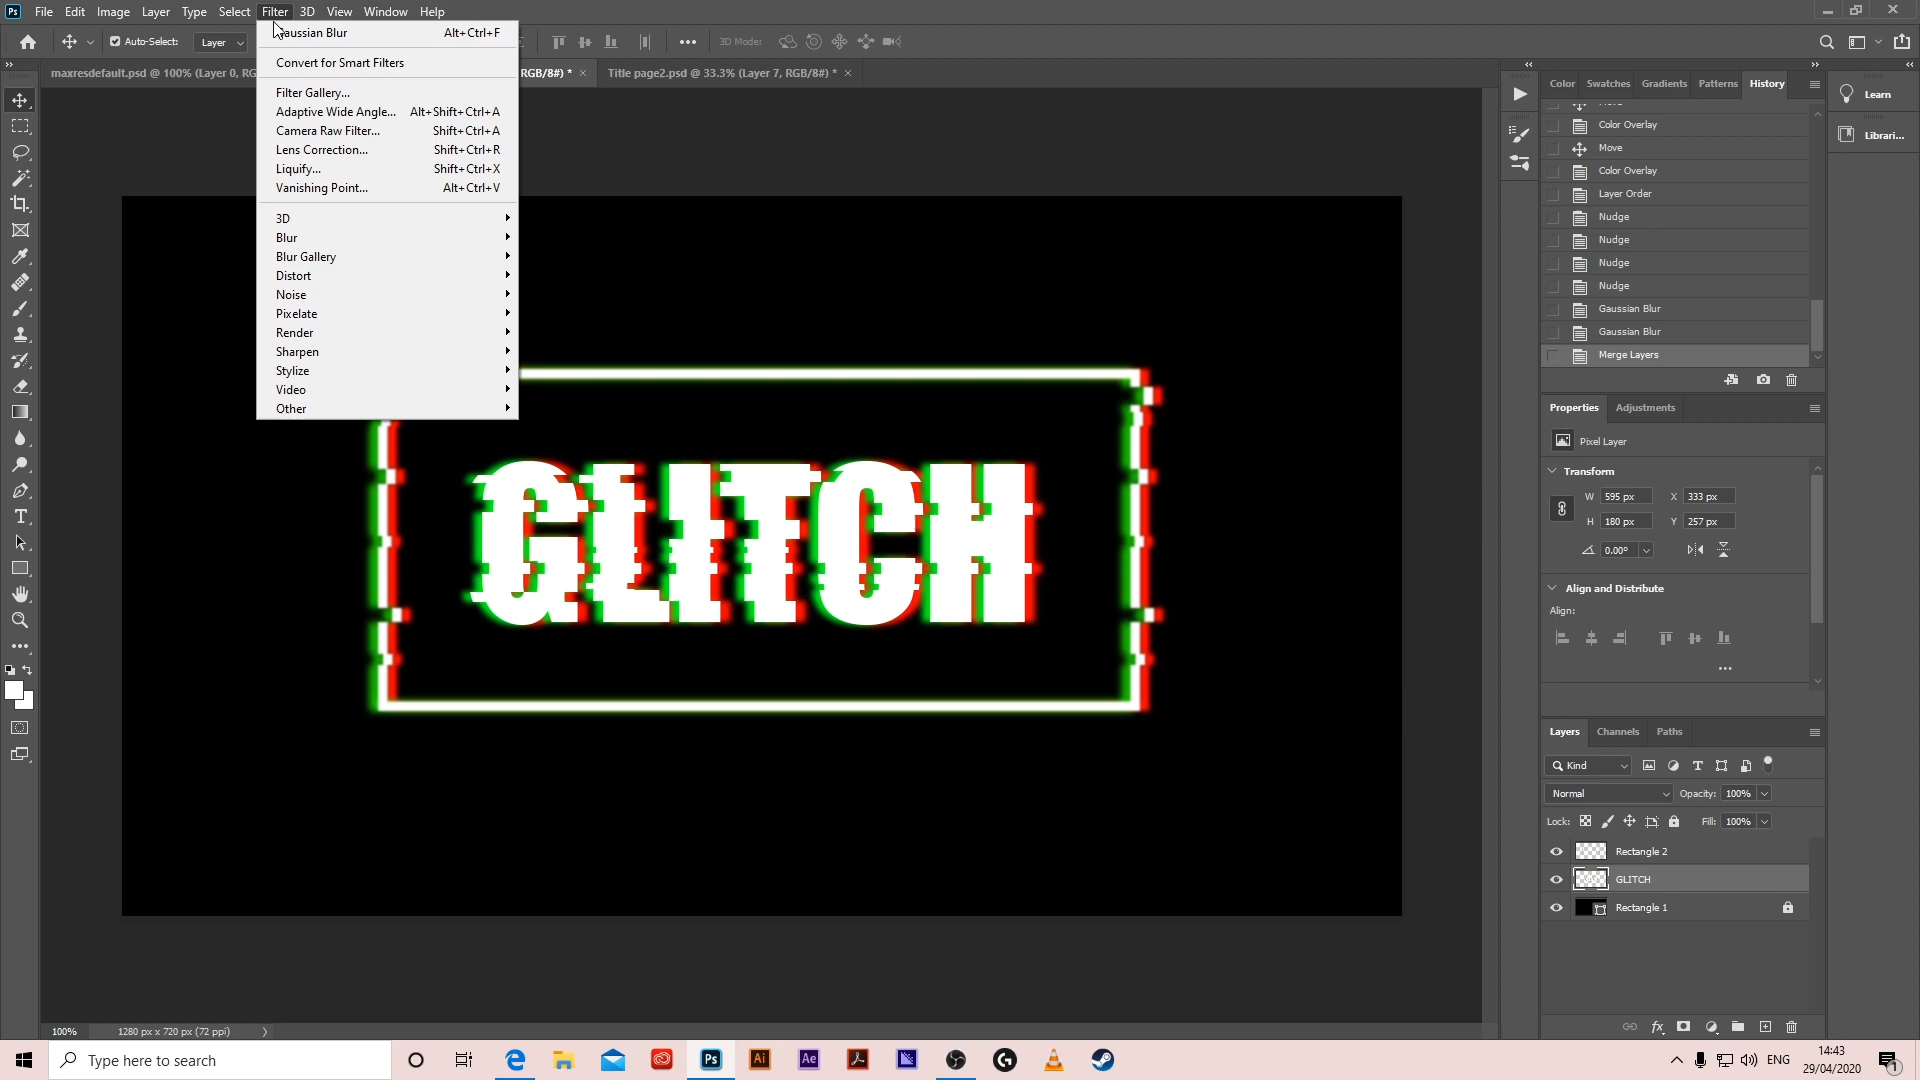 Ps File Edit Image Layer Type Select Filter 3D View Window Help
Auto-Select: Layer 3D Mode:
maxresdefault.psd @ 100% (Layer 0, RG RGB/8#) * × Title page2.psd @ 33.3% (Layer 7, RGB/8#) * ×
aussian Blur Alt+Ctrl+F
Convert for Smart Filters
Filter Gallery...
Adaptive Wide Angle... Alt+Shift+Ctrl+A
Camera Raw Filter... Shift+Ctrl+A
Lens Correction... Shift+Ctrl+R
Liquify... Shift+Ctrl+X
Vanishing Point... Alt+Ctrl+V
3D
Blur
Blur Gallery
Distort
Noise
Pixelate
Render
Sharpen
Stylize
Video
Other
GLITCH
Color Swatches Gradients Patterns History
Color Overlay
Move
Color Overlay
Layer Order
Nudge
Nudge
Nudge
Nudge
Gaussian Blur
Gaussian Blur
Merge Layers
Learn
Librari...
Properties Adjustments
Pixel Layer
Transform
W 595 px X 333 px
H 180 px Y 257 px
0.00°
Align and Distribute
Align:
Layers Channels Paths
Kind
Normal Opacity: 100%
Lock: Fill: 100%
Rectangle 2
GLITCH
Rectangle 1
100% 1280 px x 720 px (72 ppi)
Type here to search
Ps Ai Ae
ENG
14:43
29/04/2020
1